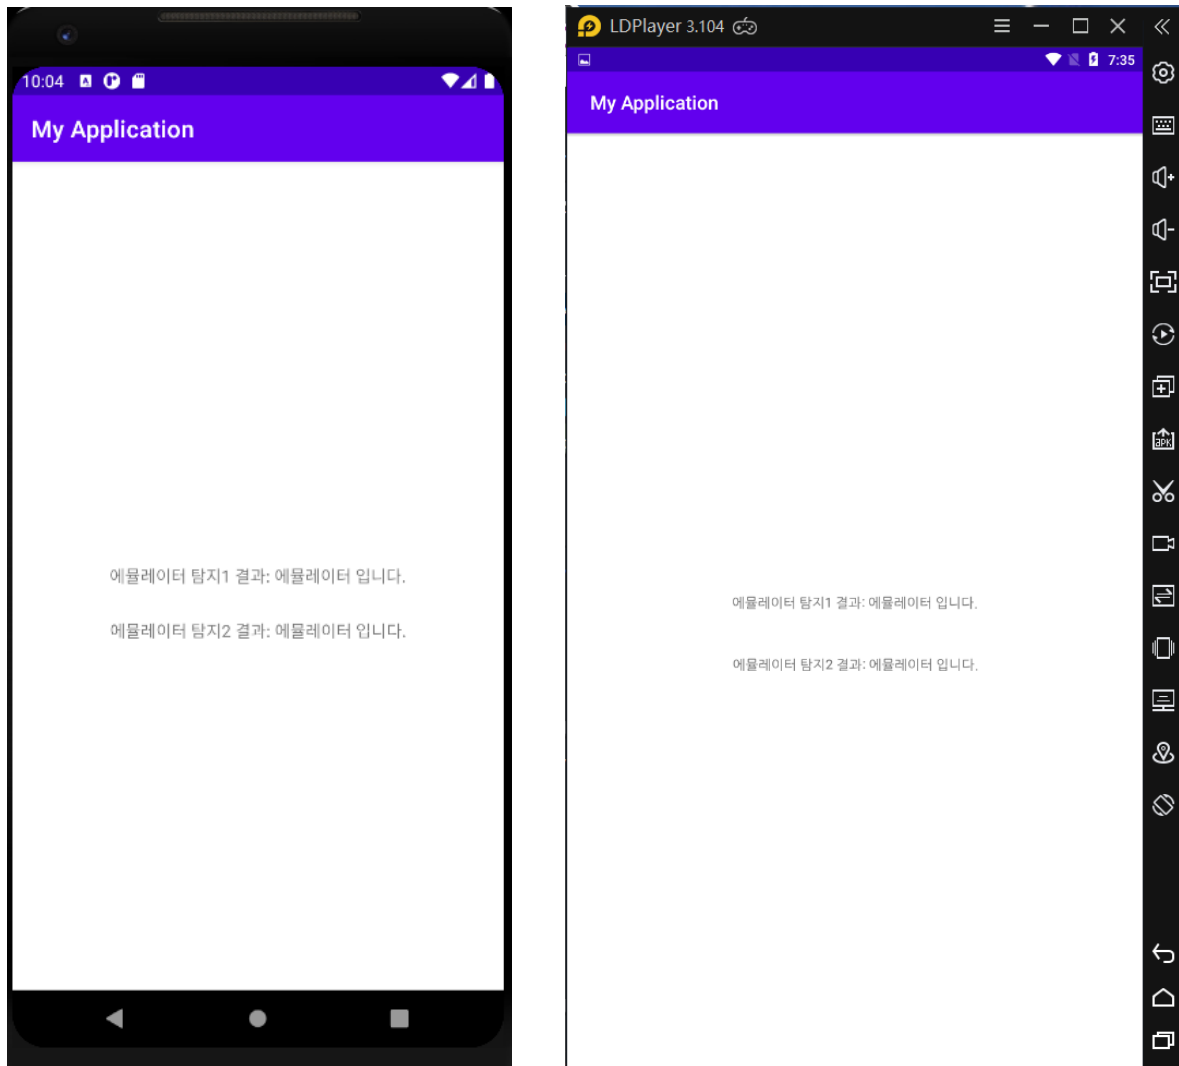 10:04
My Application
에뮬레이터 탐지1 결과: 에뮬레이터 입니다.
에뮬레이터 탐지2 결과: 에뮬레이터 입니다.
LDPlayer 3.104
7:35
My Application
에뮬레이터 탐지1 결과: 에뮬레이터 입니다.
에뮬레이터 탐지2 결과: 에뮬레이터 입니다.
APK